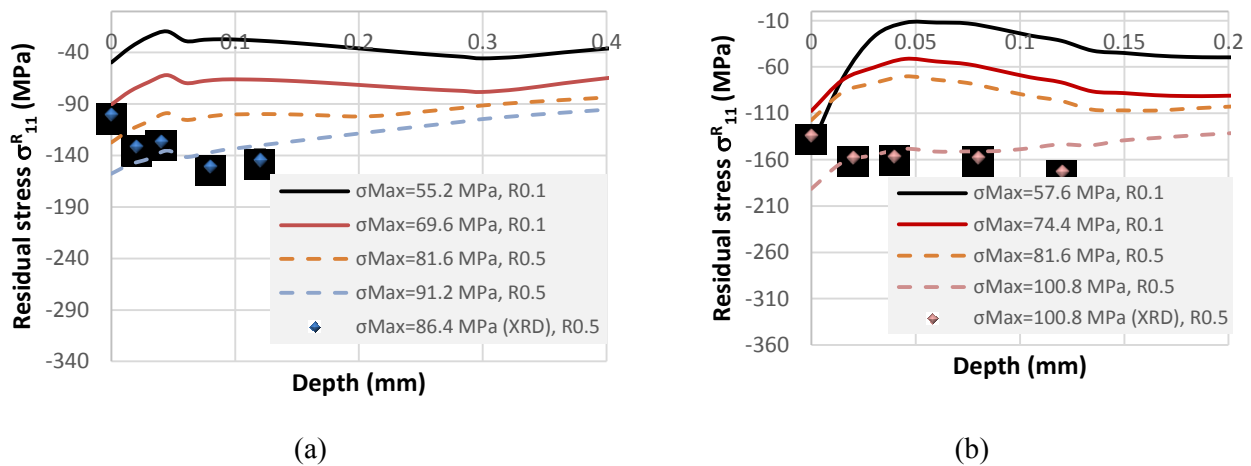 -10
0
0.1
0.2
0.3
0.4
-40
-90
-140
-190
-240
-290
-340
Residual stress σᴿ₁₁ (MPa)
Depth (mm)
σMax=55.2 MPa, R0.1
σMax=69.6 MPa, R0.1
σMax=81.6 MPa, R0.5
σMax=91.2 MPa, R0.5
σMax=86.4 MPa (XRD), R0.5
(a)
-10
0
0.05
0.1
0.15
0.2
-60
-110
-160
-210
-260
-310
-360
Residual stress σᴿ₁₁ (MPa)
Depth (mm)
σMax=57.6 MPa, R0.1
σMax=74.4 MPa, R0.1
σMax=81.6 MPa, R0.5
σMax=100.8 MPa, R0.5
σMax=100.8 MPa (XRD), R0.5
(b)